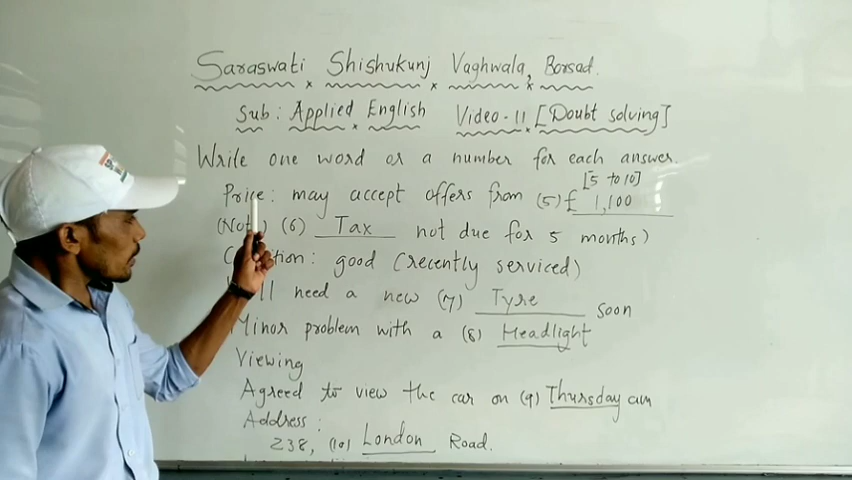 Saraswati Shishukunj Vaghwala, Borsad.
Sub: Applied English Video-11 [Doubt solving]
Write one word or a number for each answer.
[5 to 10]
Price: may accept offers from (5) £ 1,100
(Not) (6) Tax not due for 5 months)
tion: good (recently serviced)
need a new (7) Tyre soon
Minor problem with a (8) Headlight
Viewing
Agreed to view the car on (9) Thursday am
Address:
238, (10) London Road.